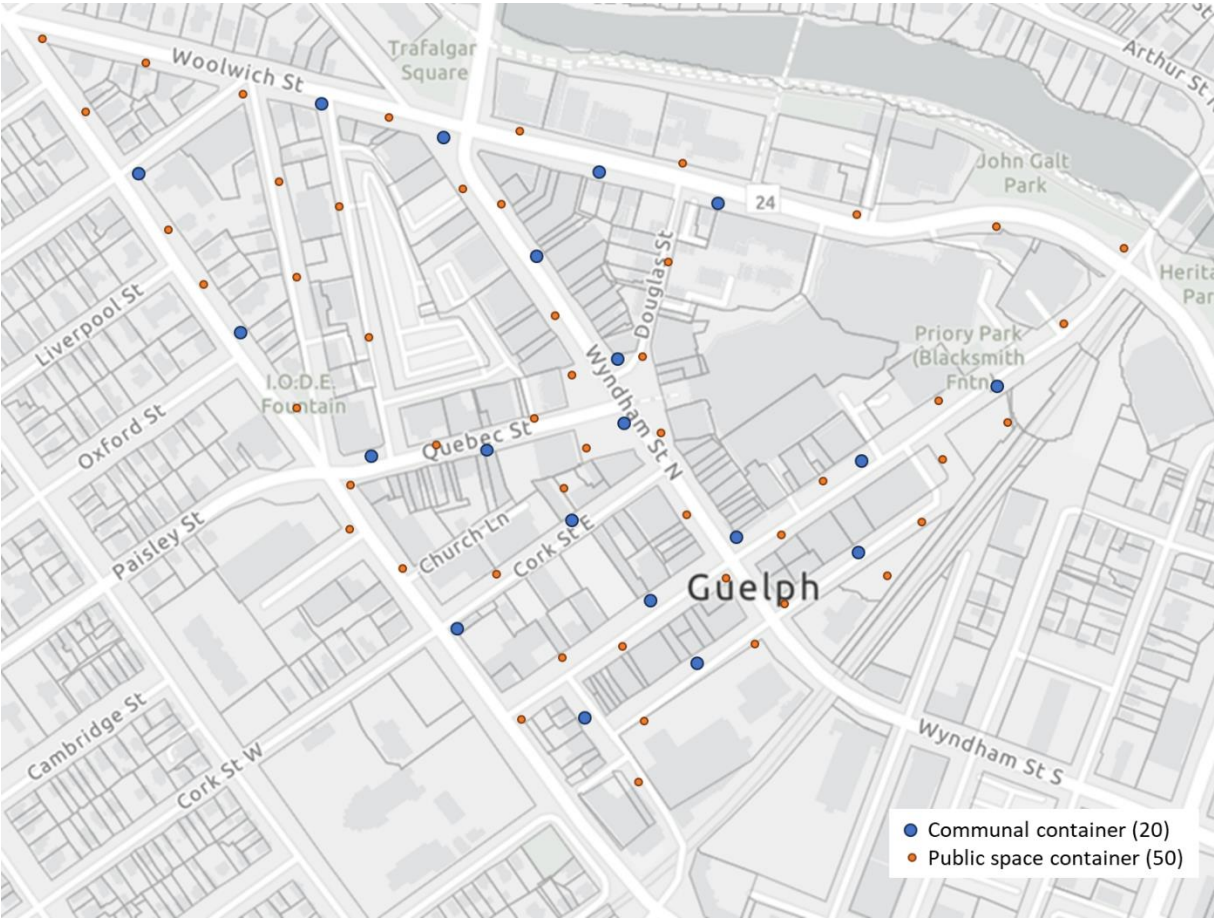 Trafalgar
Square
Woolwich St
Arthur St N
John Galt
Park
24
Herita
Par
Douglas St
Liverpool St
Priory Park
(Blacksmith
Fntn)
I.O.D.E.
Fountain
Wyndham St N
Oxford St
Quebec St
Church Ln
Cork St E
Paisley St
Guelph
Cambridge St
Cork St W
Wyndham St S
Communal container (20)
Public space container (50)